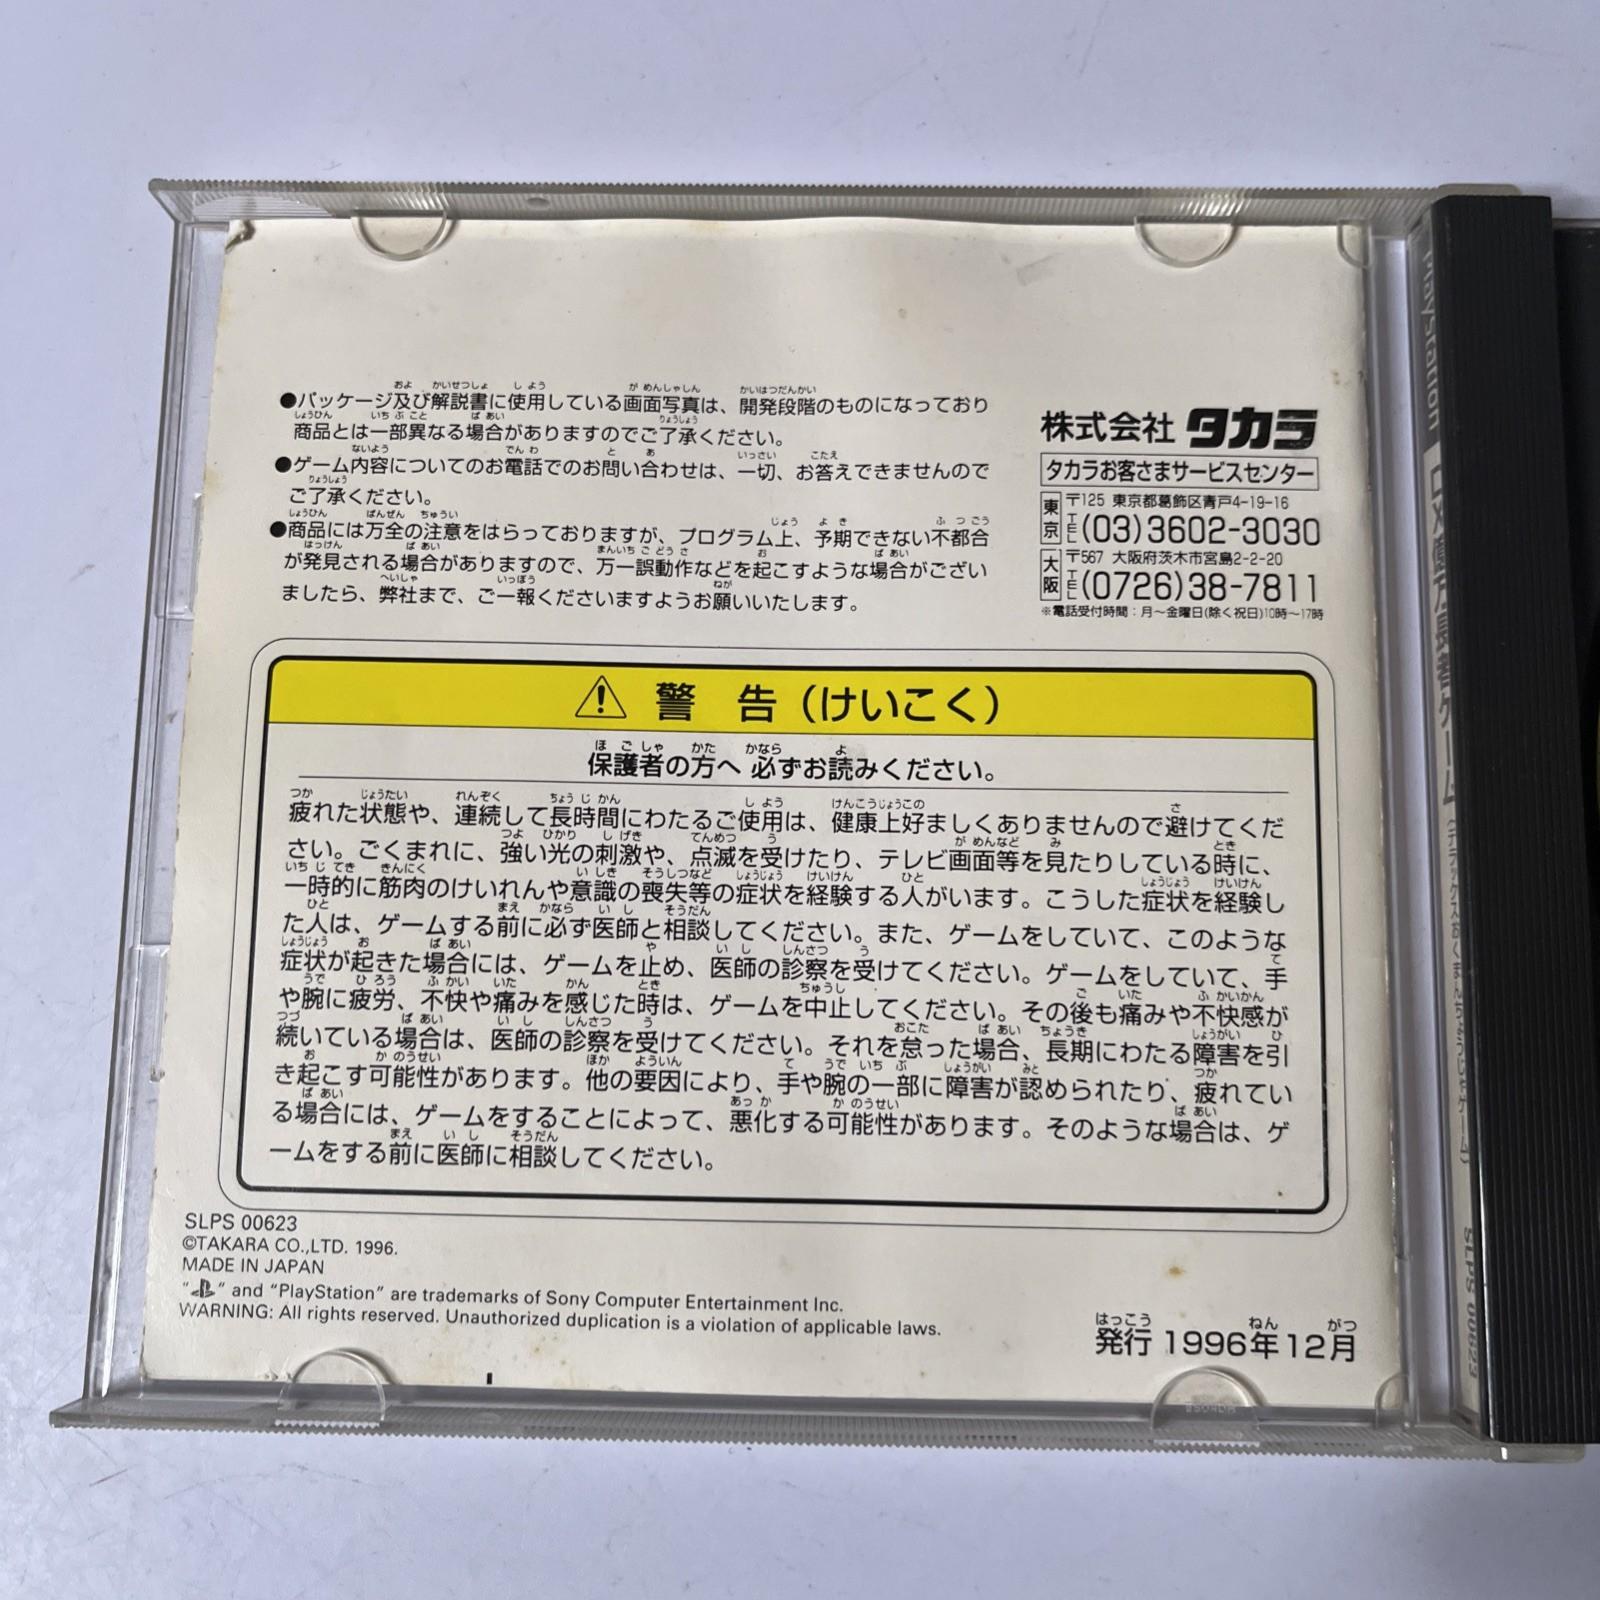 ●パッケージ及び解説書に使用している画面写真は、開発段階のものになっており
商品とは一部異なる場合がありますのでご了承ください。
●ゲーム内容についてのお電話でのお問い合わせは、一切、お答えできませんので
ご了承ください。
●商品には万全の注意をはらっておりますが、プログラム上、予期できない不都合
が発見される場合がありますので、万一誤動作などを起こすような場合がござい
ましたら、弊社まで、ご一報くださいますようお願いいたします。
株式会社 タカラ
タカラお客さまサービスセンター
東京 〒125 東京都葛飾区青戸4-19-16
TEL (03)3602-3030
大阪 〒567 大阪府茨木市宮島2-2-20
TEL (0726)38-7811
※電話受付時間：月～金曜日(除く祝日)10時～17時
⚠ 警 告（けいこく）
保護者の方へ 必ずお読みください。
疲れた状態や、連続して長時間にわたるご使用は、健康上好ましくありませんので避けてくだ
さい。ごくまれに、強い光の刺激や、点滅を受けたり、テレビ画面等を見たりしている時に、
一時的に筋肉のけいれんや意識の喪失等の症状を経験する人がいます。こうした症状を経験し
た人は、ゲームする前に必ず医師と相談してください。また、ゲームをしていて、このような
症状が起きた場合には、ゲームを止め、医師の診察を受けてください。ゲームをしていて、手
や腕に疲労、不快や痛みを感じた時は、ゲームを中止してください。その後も痛みや不快感が
続いている場合は、医師の診察を受けてください。それを怠った場合、長期にわたる障害を引
き起こす可能性があります。他の要因により、手や腕の一部に障害が認められたり、疲れてい
る場合には、ゲームをすることによって、悪化する可能性があります。そのような場合は、ゲ
ームをする前に医師に相談してください。
SLPS 00623
©TAKARA CO.,LTD. 1996.
MADE IN JAPAN
" " and "PlayStation" are trademarks of Sony Computer Entertainment Inc.
WARNING: All rights reserved. Unauthorized duplication is a violation of applicable laws.
発行 1996年12月
PlayStation
SLPS 00623